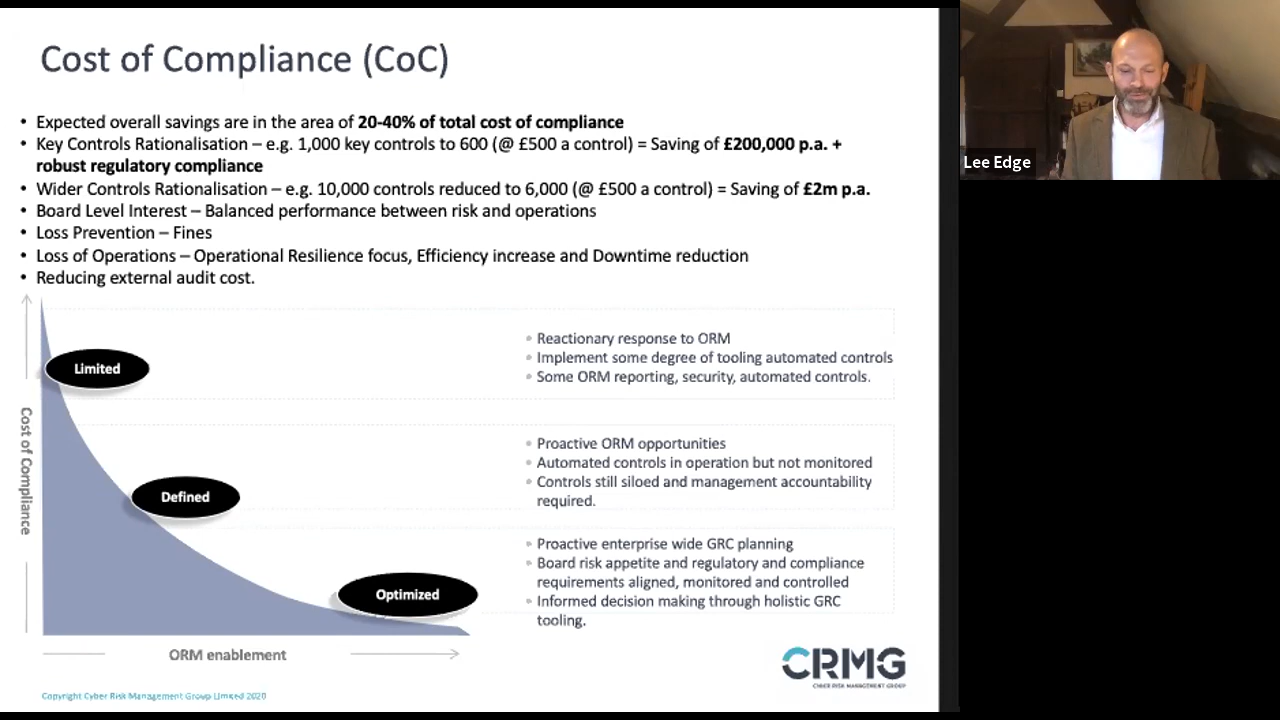 Cost of Compliance (CoC)
• Expected overall savings are in the area of 20-40% of total cost of compliance
• Key Controls Rationalisation – e.g. 1,000 key controls to 600 (@ £500 a control) = Saving of £200,000 p.a. +
robust regulatory compliance
• Wider Controls Rationalisation – e.g. 10,000 controls reduced to 6,000 (@ £500 a control) = Saving of £2m p.a.
• Board Level Interest – Balanced performance between risk and operations
• Loss Prevention – Fines
• Loss of Operations – Operational Resilience focus, Efficiency increase and Downtime reduction
• Reducing external audit cost.
Cost of Compliance
Limited
• Reactionary response to ORM
• Implement some degree of tooling automated controls
• Some ORM reporting, security, automated controls.
Defined
• Proactive ORM opportunities
• Automated controls in operation but not monitored
• Controls still siloed and management accountability
required.
Optimized
• Proactive enterprise wide GRC planning
• Board risk appetite and regulatory and compliance
requirements aligned, monitored and controlled
• Informed decision making through holistic GRC
tooling.
ORM enablement
CRMG
CYBER RISK MANAGEMENT GROUP
Copyright Cyber Risk Management Group Limited 2020
Lee Edge